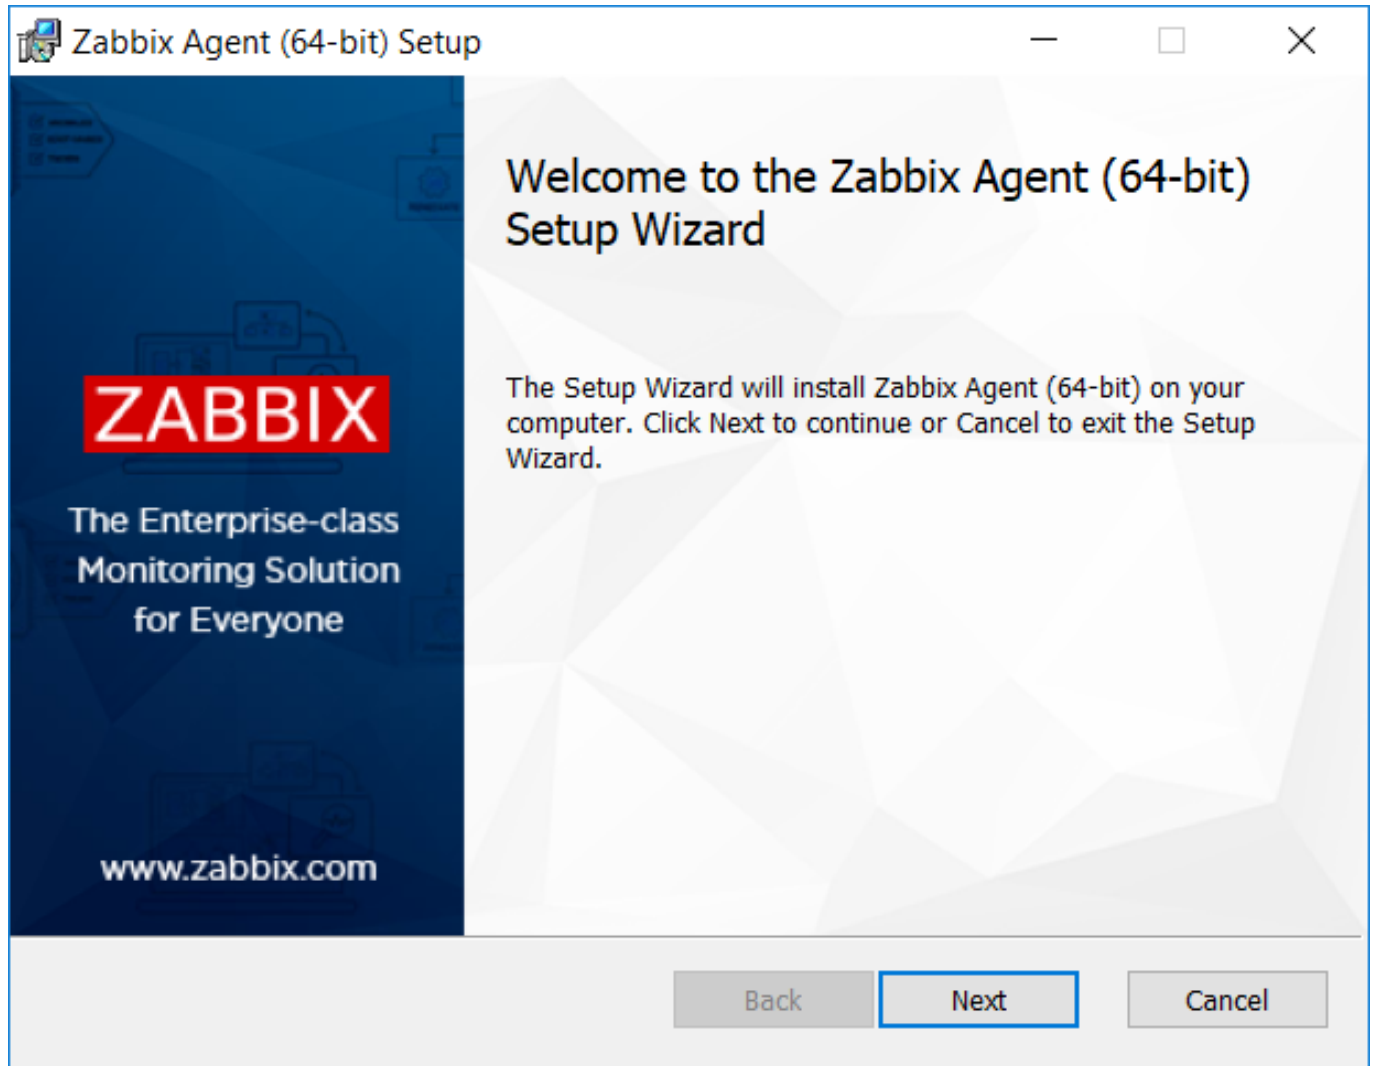 Zabbix Agent (64-bit) Setup
Welcome to the Zabbix Agent (64-bit)
Setup Wizard
The Setup Wizard will install Zabbix Agent (64-bit) on your
computer. Click Next to continue or Cancel to exit the Setup
Wizard.
ZABBIX
The Enterprise-class
Monitoring Solution
for Everyone
www.zabbix.com
Back
Next
Cancel